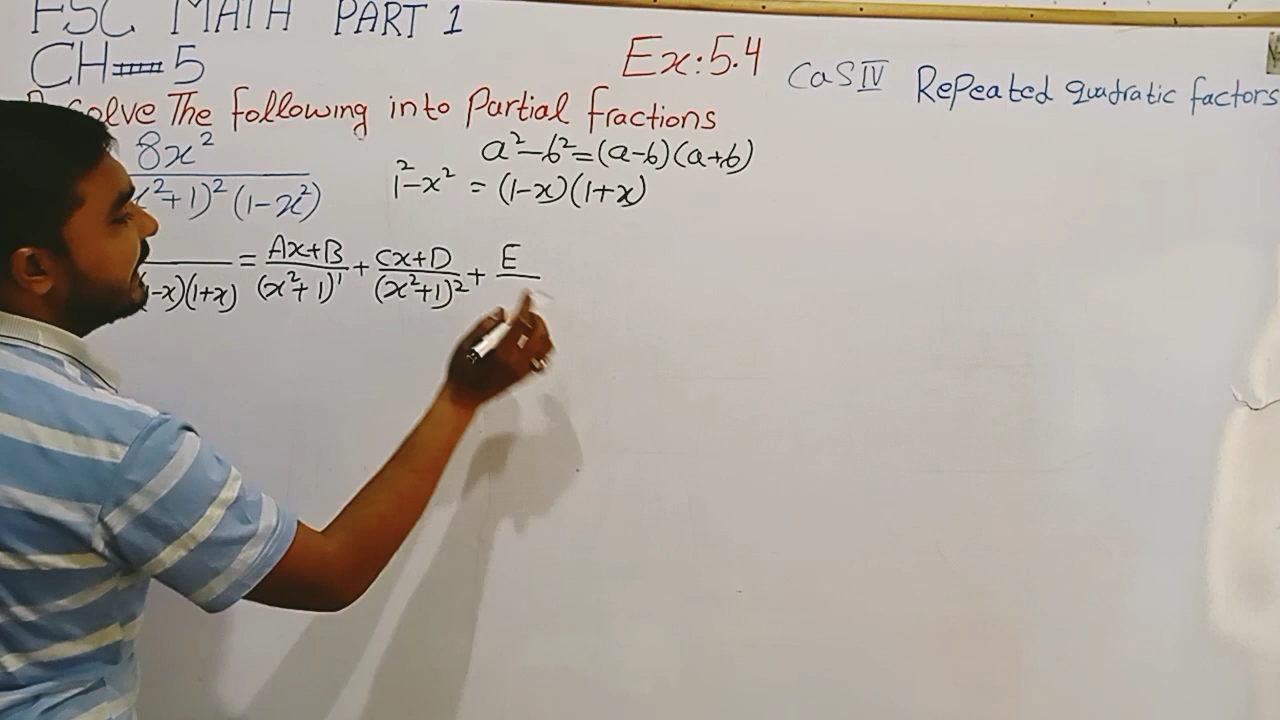 FSC MATH PART 1
CH 5
Ex: 5.4
Cas IV Repeated quadratic factors
Resolve The following into Partial fractions
8x²
(x²+1)² (1-x²)
a²-b²=(a-b)(a+b)
1²-x² = (1-x)(1+x)
(1-x)(1+x) = Ax+B/(x²+1)¹ + Cx+D/(x²+1)² + E